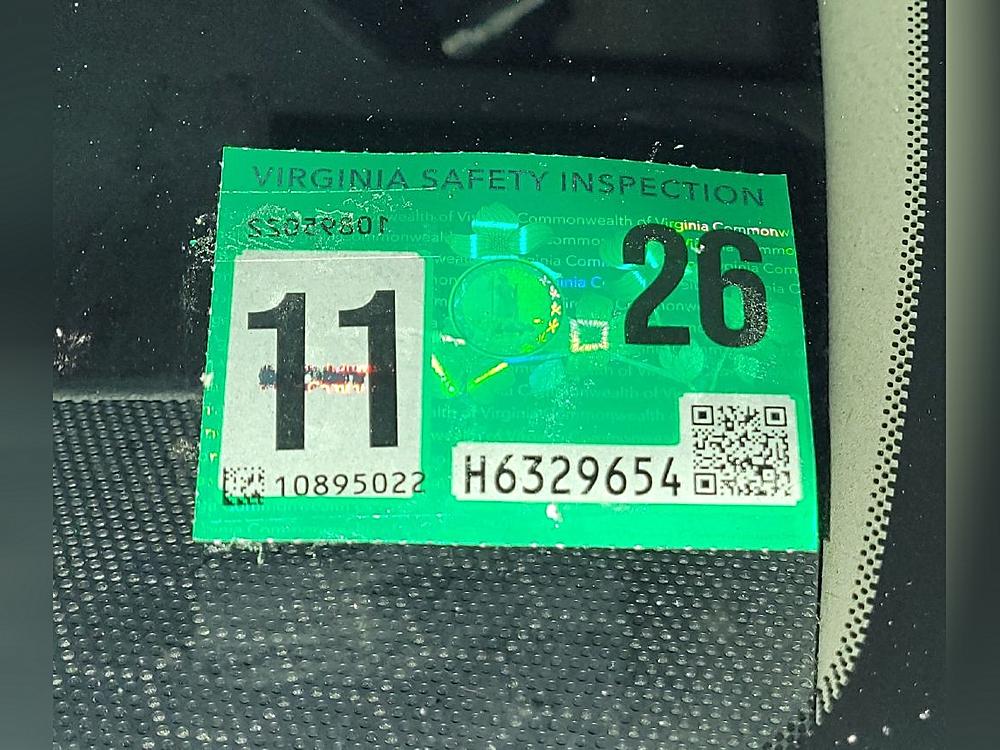 VIRGINIA SAFETY INSPECTION
10895022
11
26
10895022
H6329654